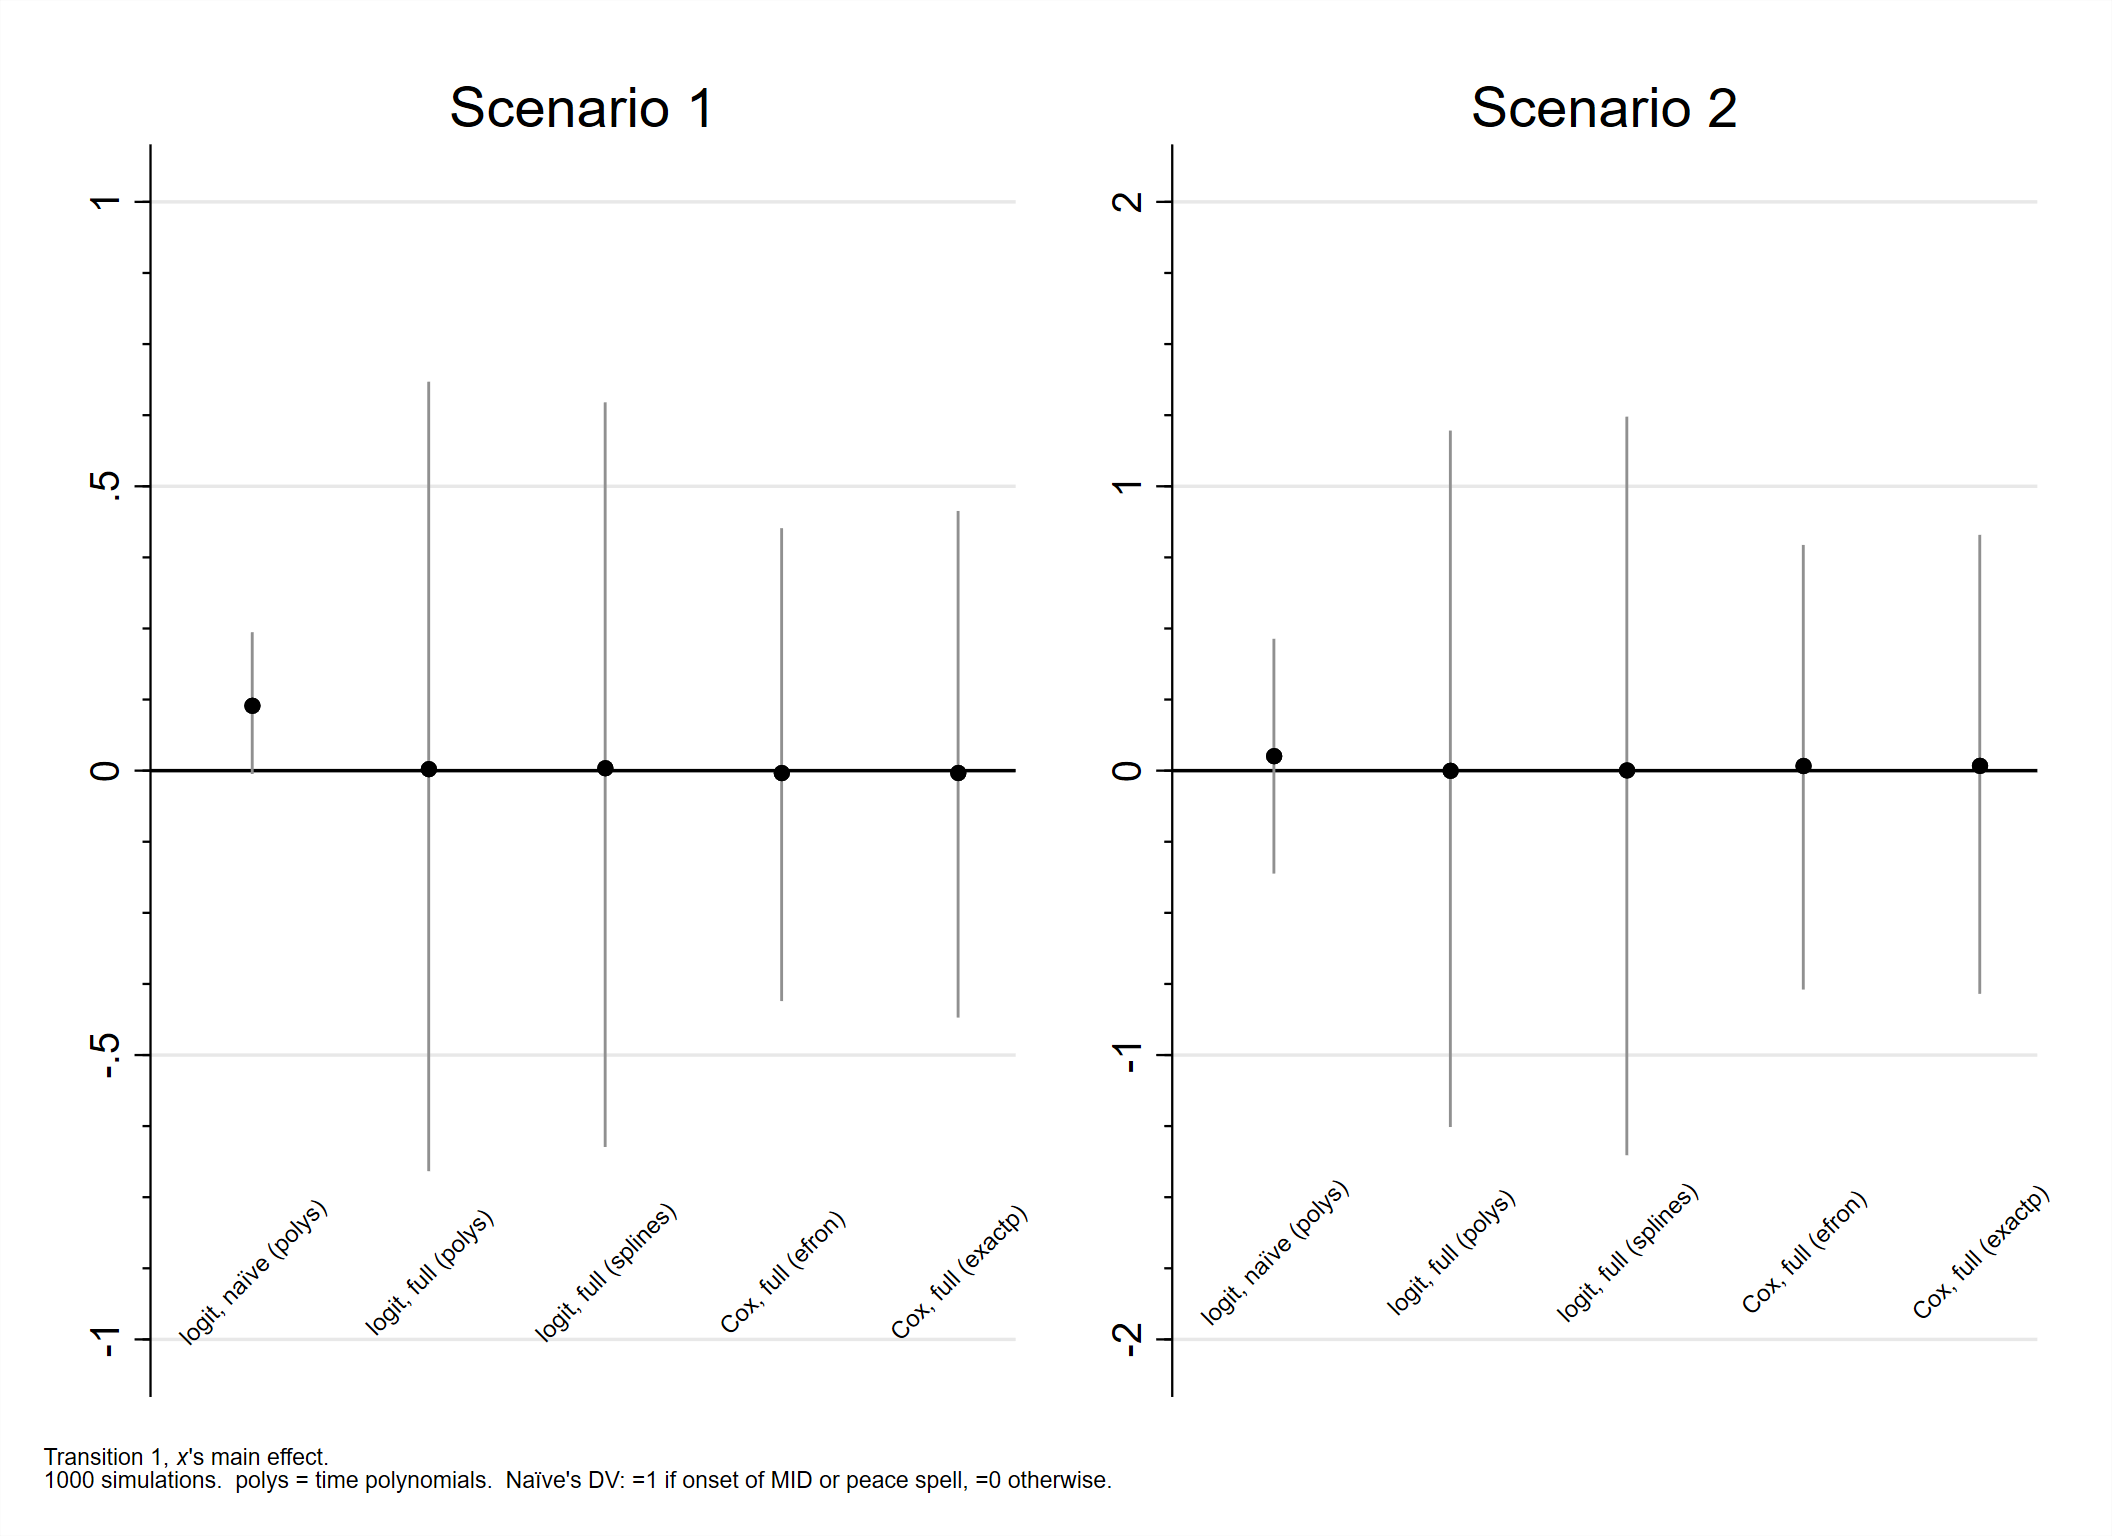 Scenario 1
1
.5
0
-.5
-1
logit, naïve (polys)
logit, full (polys)
logit, full (splines)
Cox, full (efron)
Cox, full (exactp)
Scenario 2
2
1
0
-1
-2
logit, naïve (polys)
logit, full (polys)
logit, full (splines)
Cox, full (efron)
Cox, full (exactp)
Transition 1, x's main effect.
1000 simulations.  polys = time polynomials.  Naïve's DV: =1 if onset of MID or peace spell, =0 otherwise.